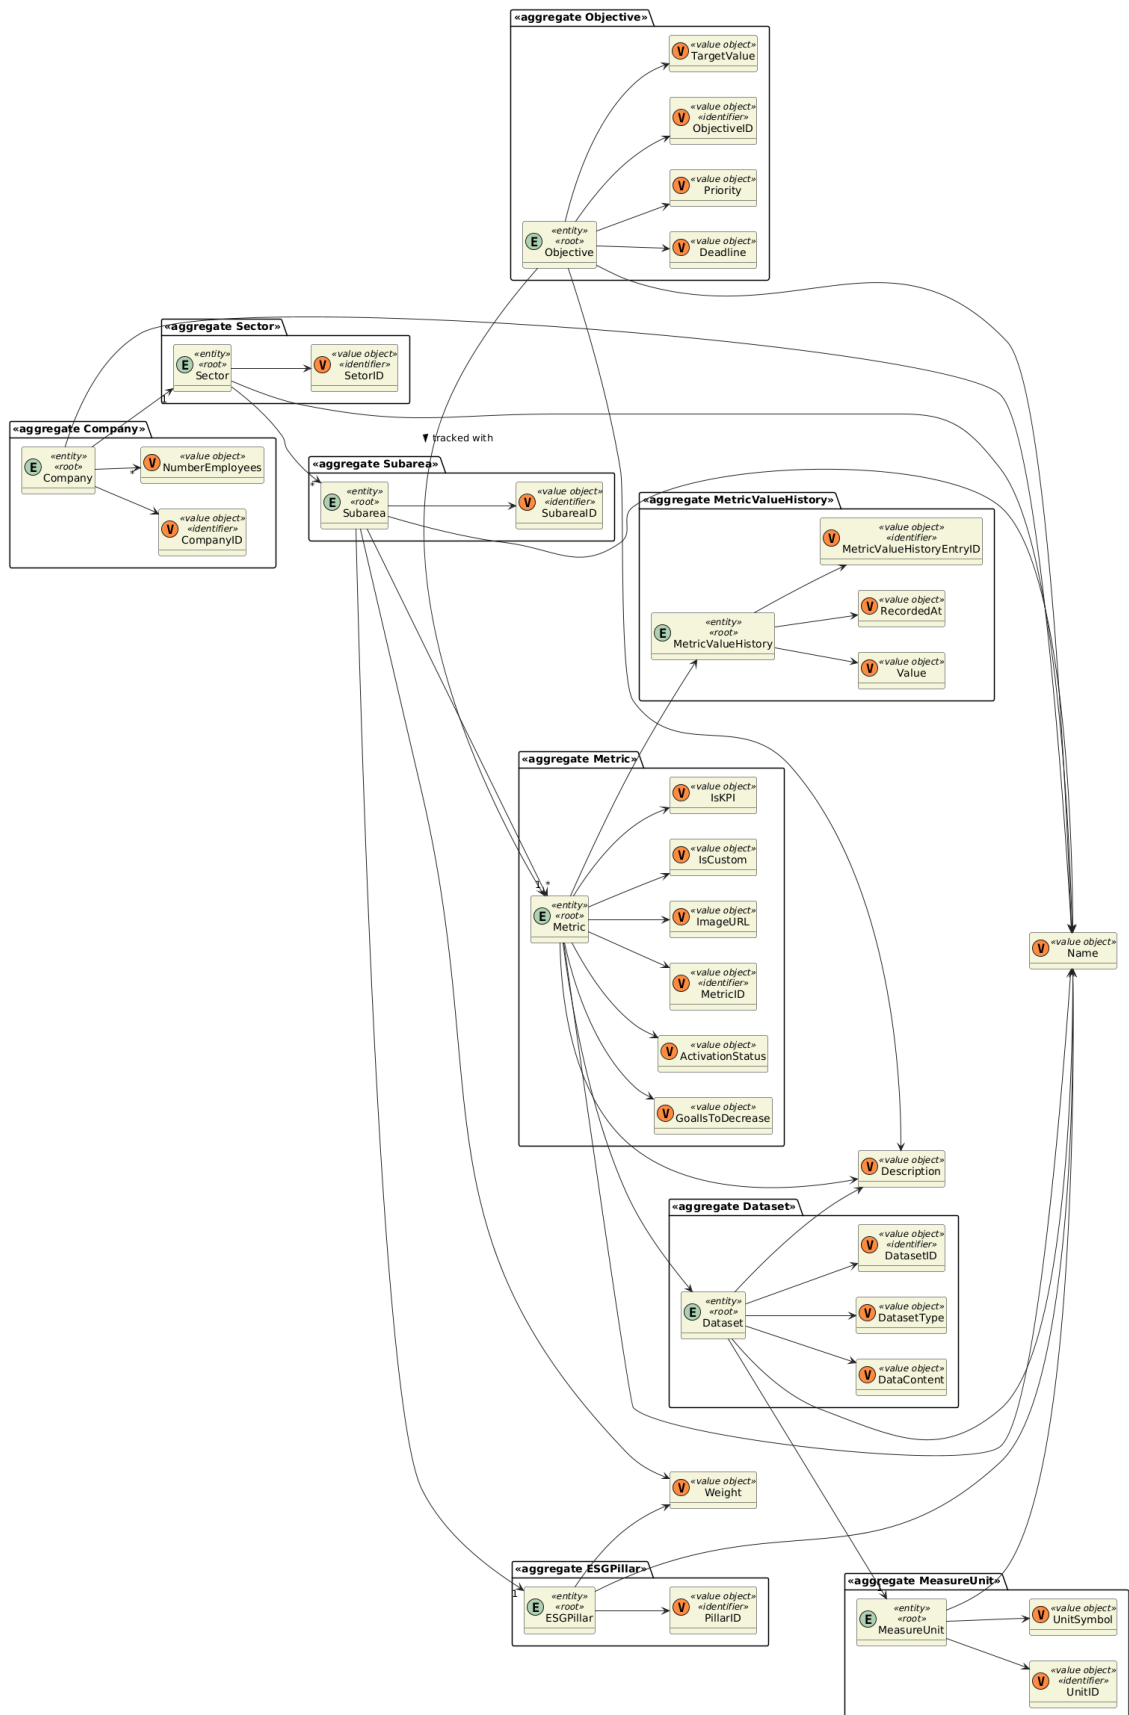 «aggregate Objective»
V «value object»
TargetValue
V «value object»
«identifier»
ObjectiveID
V «value object»
Priority
E «entity»
«root»
Objective
V «value object»
Deadline
«aggregate Sector»
E «entity»
«root»
Sector
V «value object»
«identifier»
SetorID
1
«aggregate Company»
E «entity»
«root»
Company
V «value object»
NumberEmployees
*
V «value object»
«identifier»
CompanyID
tracked with
«aggregate Subarea»
*
E «entity»
«root»
Subarea
V «value object»
«identifier»
SubareaID
«aggregate MetricValueHistory»
V «value object»
«identifier»
MetricValueHistoryEntryID
V «value object»
RecordedAt
E «entity»
«root»
MetricValueHistory
V «value object»
Value
«aggregate Metric»
V «value object»
IsKPI
V «value object»
IsCustom
1 *
E «entity»
«root»
Metric
V «value object»
ImageURL
V «value object»
«identifier»
MetricID
V «value object»
Name
V «value object»
ActivationStatus
V «value object»
GoalIsToDecrease
V «value object»
Description
«aggregate Dataset»
V «value object»
«identifier»
DatasetID
E «entity»
«root»
Dataset
V «value object»
DatasetType
V «value object»
DataContent
V «value object»
Weight
«aggregate ESGPillar»
1
E «entity»
«root»
ESGPillar
V «value object»
«identifier»
PillarID
«aggregate MeasureUnit»
1
E «entity»
«root»
MeasureUnit
V «value object»
UnitSymbol
V «value object»
«identifier»
UnitID